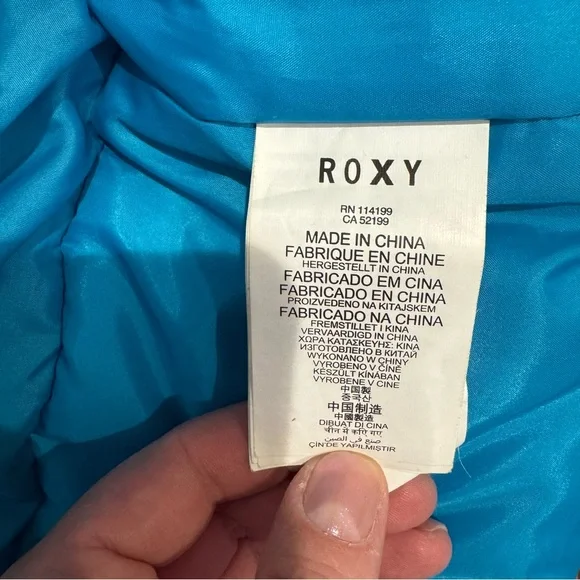 ROXY
RN 114199
CA 52199
MADE IN CHINA
FABRIQUE EN CHINE
HERGESTELLT IN CHINA
FABRICADO EM CINA
FABRICADO EN CHINA
PROIZVEDENO NA KITAJSKEM
FABRICADO NA CHINA
FREMSTILLET I KINA
VERVAARDIGD IN CHINA
ΧΩΡΑ ΚΑΤΑΣΚΕΥΗΣ: ΚΙΝΑ
ИЗГОТОВЛЕНО В КИТАЙ
WYKONANO W CHINY
VYROBENO V ČÍNĚ
KÉSZÜLT KÍNÁBAN
VYROBENE V CINE
中国製
중국산
中国制造
中國製造
DIBUAT DI CINA
चीन में बनाए गए
صنع في الصين
ÇİN'DE YAPILMIŞTIR